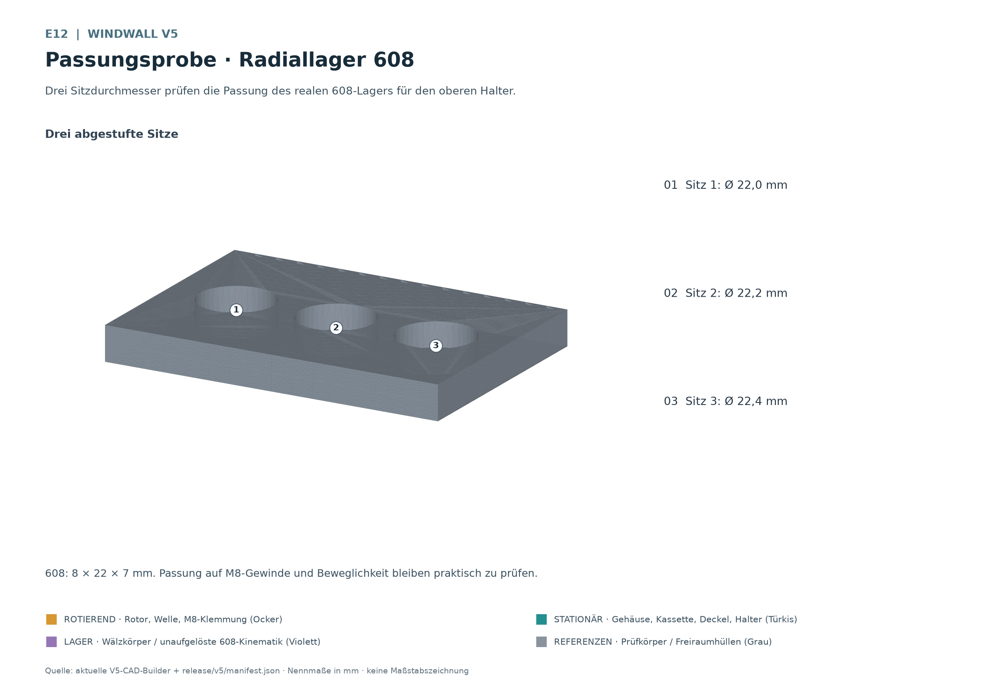 E12 | WINDWALL V5
Passungsprobe · Radiallager 608
Drei Sitzdurchmesser prüfen die Passung des realen 608-Lagers für den oberen Halter.
Drei abgestufte Sitze
01 Sitz 1: Ø 22,0 mm
02 Sitz 2: Ø 22,2 mm
03 Sitz 3: Ø 22,4 mm
1
2
3
608: 8 × 22 × 7 mm. Passung auf M8-Gewinde und Beweglichkeit bleiben praktisch zu prüfen.
ROTIEREND · Rotor, Welle, M8-Klemmung (Ocker)
STATIONÄR · Gehäuse, Kassette, Deckel, Halter (Türkis)
LAGER · Wälzkörper / unaufgelöste 608-Kinematik (Violett)
REFERENZEN · Prüfkörper / Freiraumhüllen (Grau)
Quelle: aktuelle V5-CAD-Builder + release/v5/manifest.json · Nennmaße in mm · keine Maßstabszeichnung